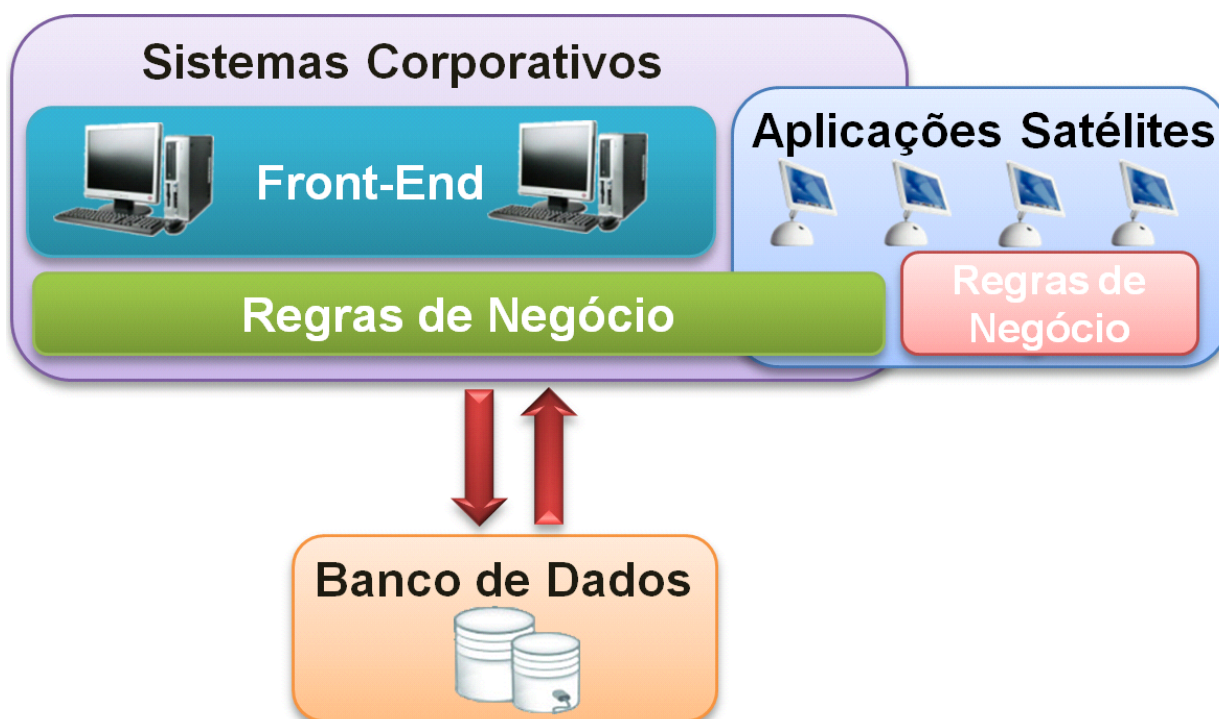 Sistemas Corporativos
Aplicações Satélites
Front-End
Regras de Negócio
Regras de
Negócio
Banco de Dados